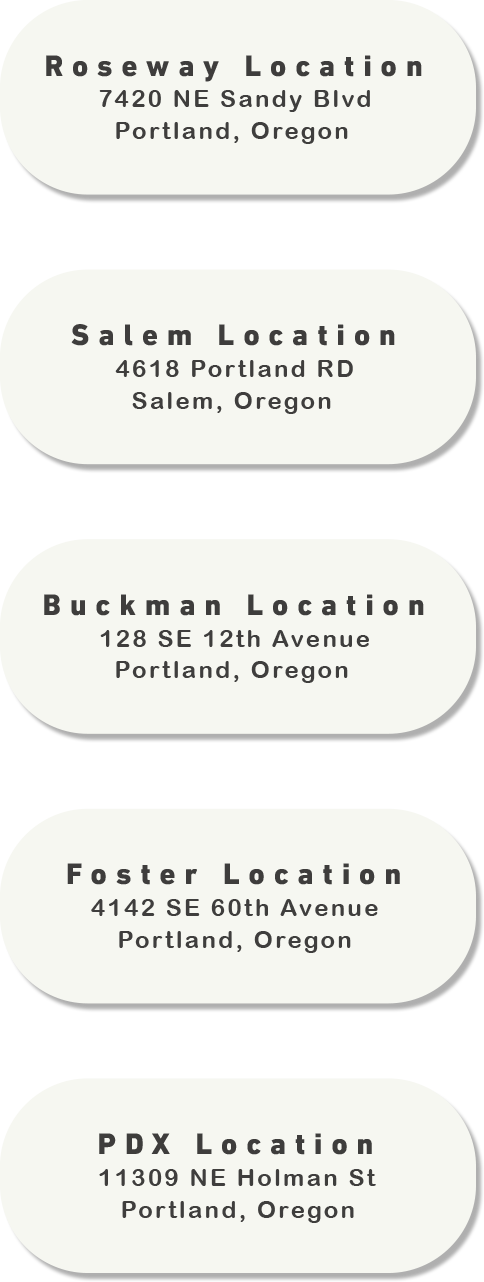 Roseway Location
7420 NE Sandy Blvd
Portland, Oregon
Salem Location
4618 Portland RD
Salem, Oregon
Buckman Location
128 SE 12th Avenue
Portland, Oregon
Foster Location
4142 SE 60th Avenue
Portland, Oregon
PDX Location
11309 NE Holman St
Portland, Oregon